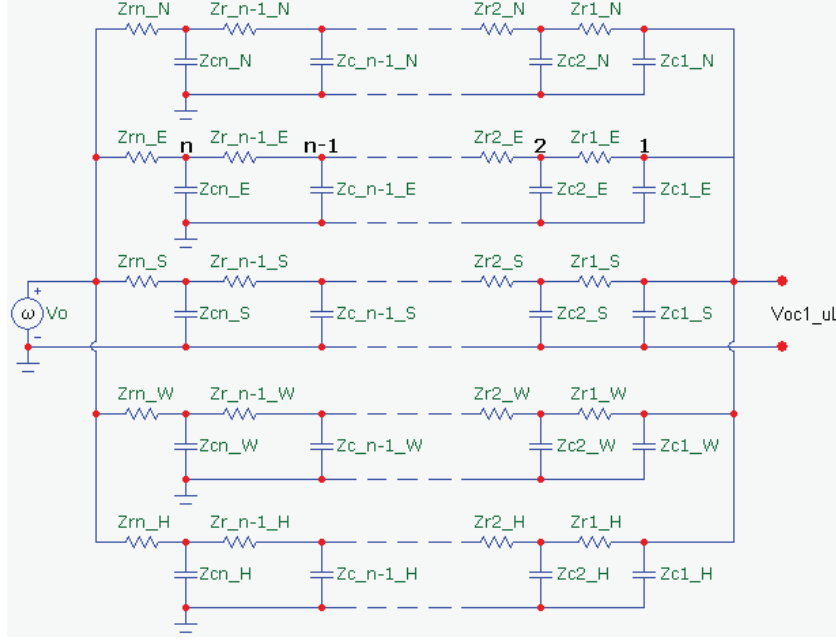 Zrn_N Zr_n-1_N Zr2_N Zr1_N
Zcn_N Zc_n-1_N Zc2_N Zc1_N
Zrn_E Zr_n-1_E Zr2_E Zr1_E
n n-1 2 1
Zcn_E Zc_n-1_E Zc2_E Zc1_E
Zrn_S Zr_n-1_S Zr2_S Zr1_S
+
ω Vo Zcn_S Zc_n-1_S Zc2_S Zc1_S Voc1_uL
-
Zrn_W Zr_n-1_W Zr2_W Zr1_W
Zcn_W Zc_n-1_W Zc2_W Zc1_W
Zrn_H Zr_n-1_H Zr2_H Zr1_H
Zcn_H Zc_n-1_H Zc2_H Zc1_H